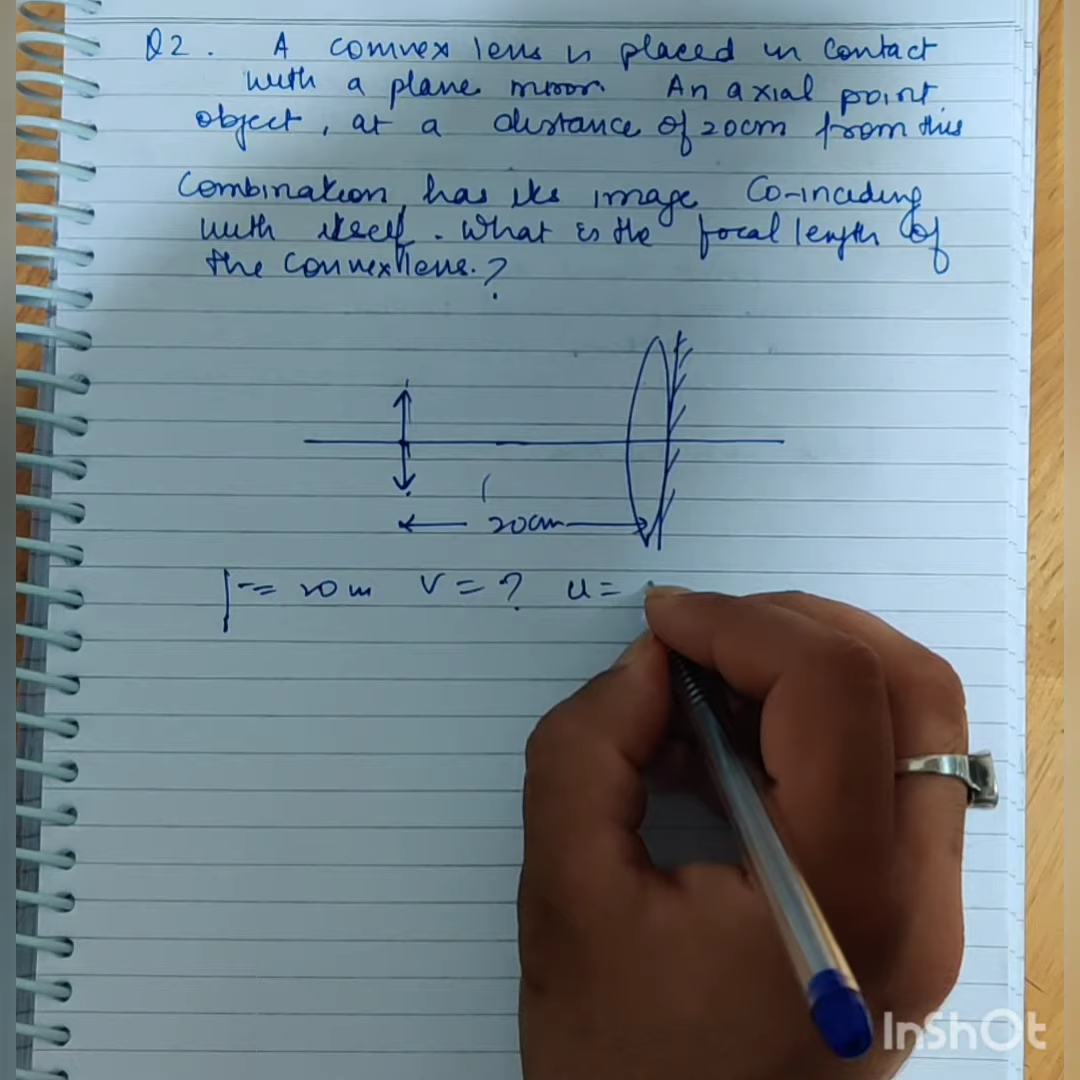 Q2. A convex lens is placed in contact
with a plane mirror. An axial point
object, at a distance of 20cm from this
combination, has its image Co-inciding
with itself. What is the focal length of
the convex lens.?
20cm
v = ? u =
InShOt